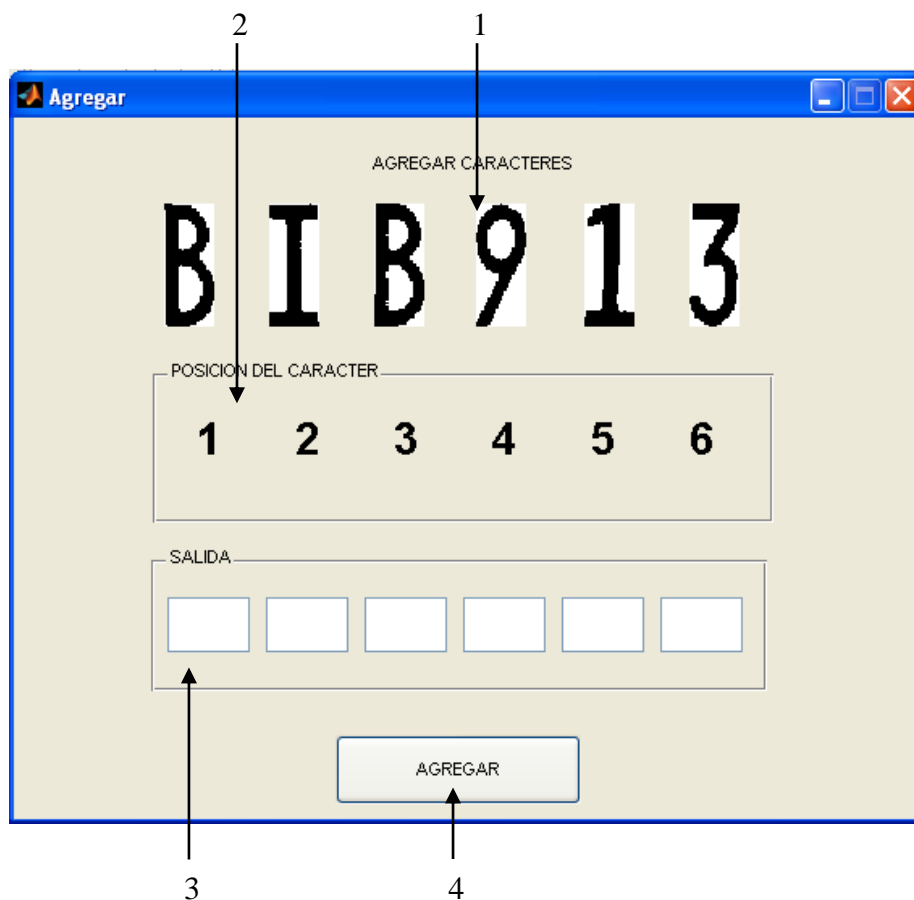 2 1
Agregar
AGREGAR CARACTERES
BIB913
POSICION DEL CARACTER
1 2 3 4 5 6
SALIDA
AGREGAR
3 4